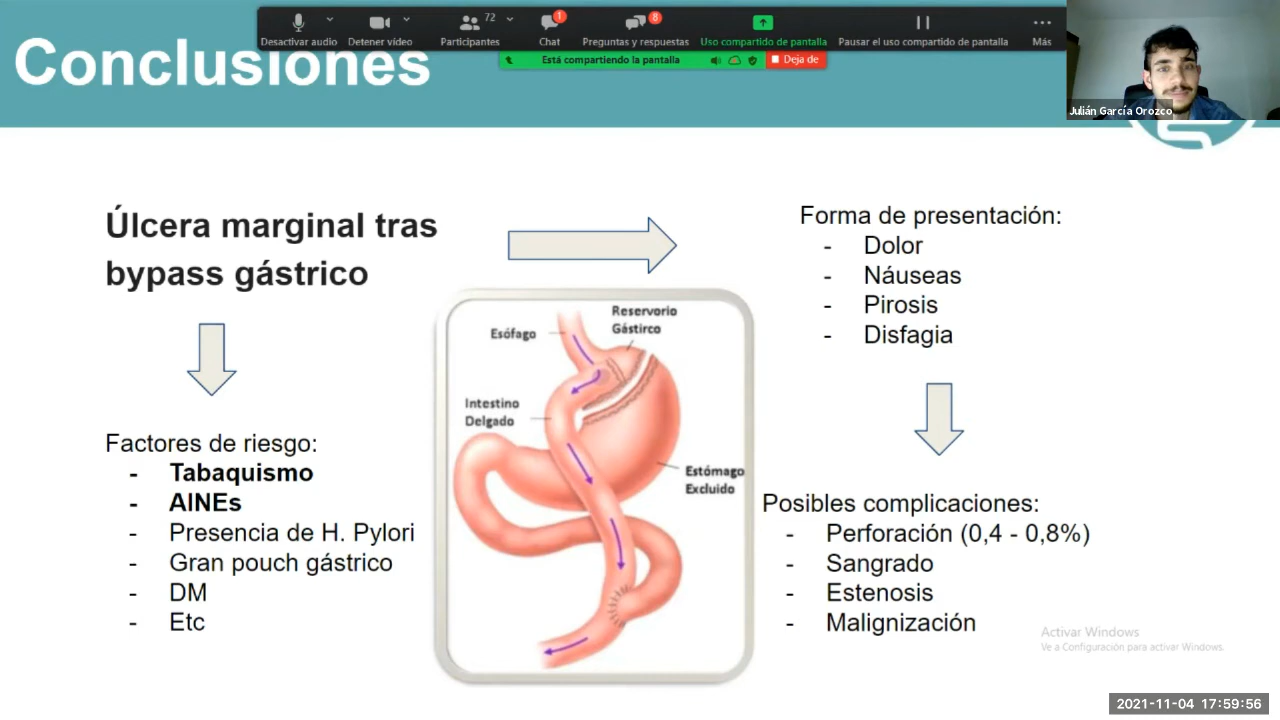 Desactivar audio
Detener vídeo
72
Participantes
1
Chat
8
Preguntas y respuestas
Uso compartido de pantalla
Pausar el uso compartido de pantalla
Más
Está compartiendo la pantalla
Deja de
Julián García Orozco
Conclusiones
Úlcera marginal tras
bypass gástrico
Forma de presentación:
- Dolor
- Náuseas
- Pirosis
- Disfagia
Factores de riesgo:
- Tabaquismo
- AINEs
- Presencia de H. Pylori
- Gran pouch gástrico
- DM
- Etc
Esófago
Reservorio
Gástirco
Intestino
Delgado
Estómago
Excluido
Posibles complicaciones:
- Perforación (0,4 - 0,8%)
- Sangrado
- Estenosis
- Malignización
Activar Windows
Ve a Configuración para activar Windows.
2021-11-04 17:59:56